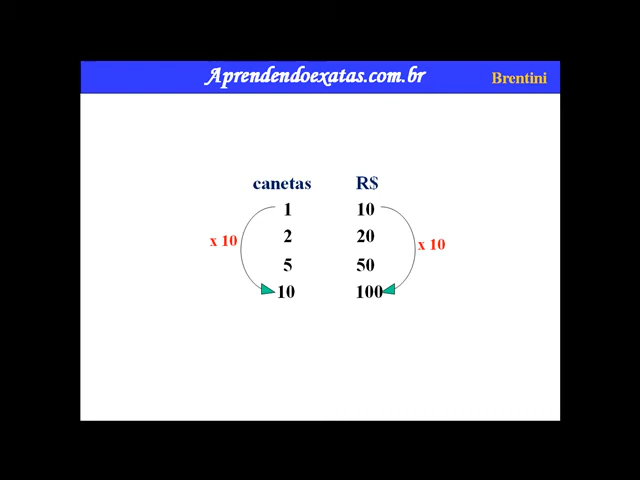 Aprendendoexatas.com.br Brentini
canetas R$
1 10
x 10 2 20 x 10
5 50
10 100